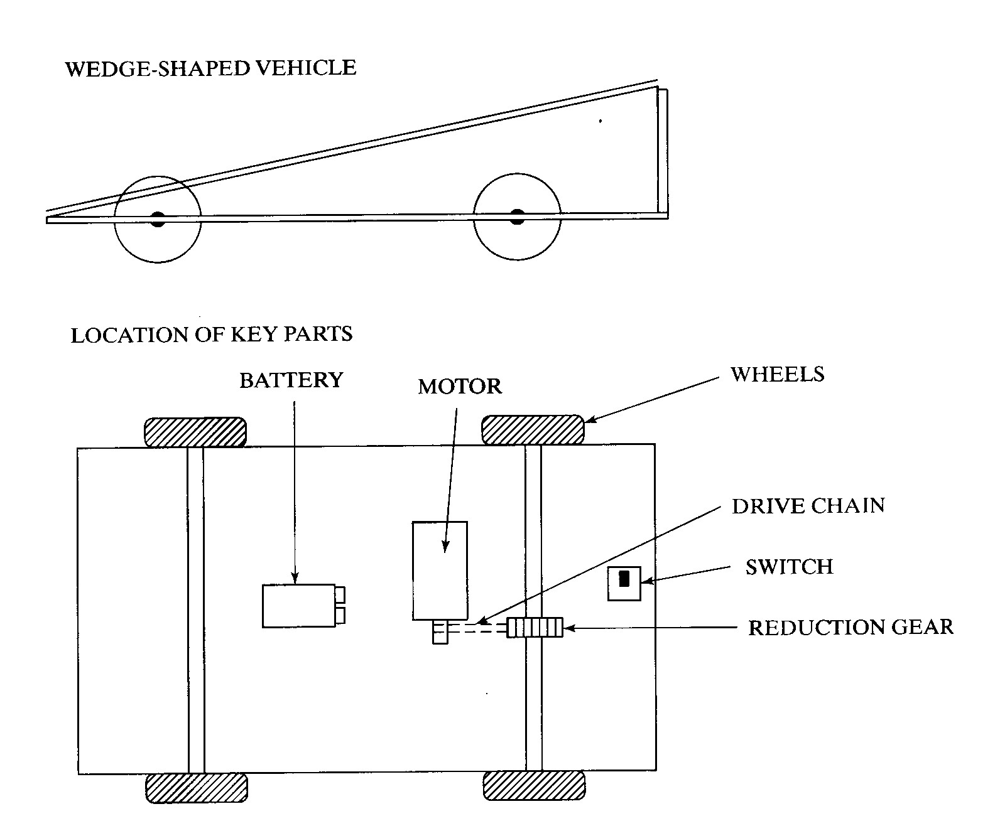 WEDGE-SHAPED VEHICLE
LOCATION OF KEY PARTS
BATTERY
MOTOR
WHEELS
DRIVE CHAIN
SWITCH
REDUCTION GEAR